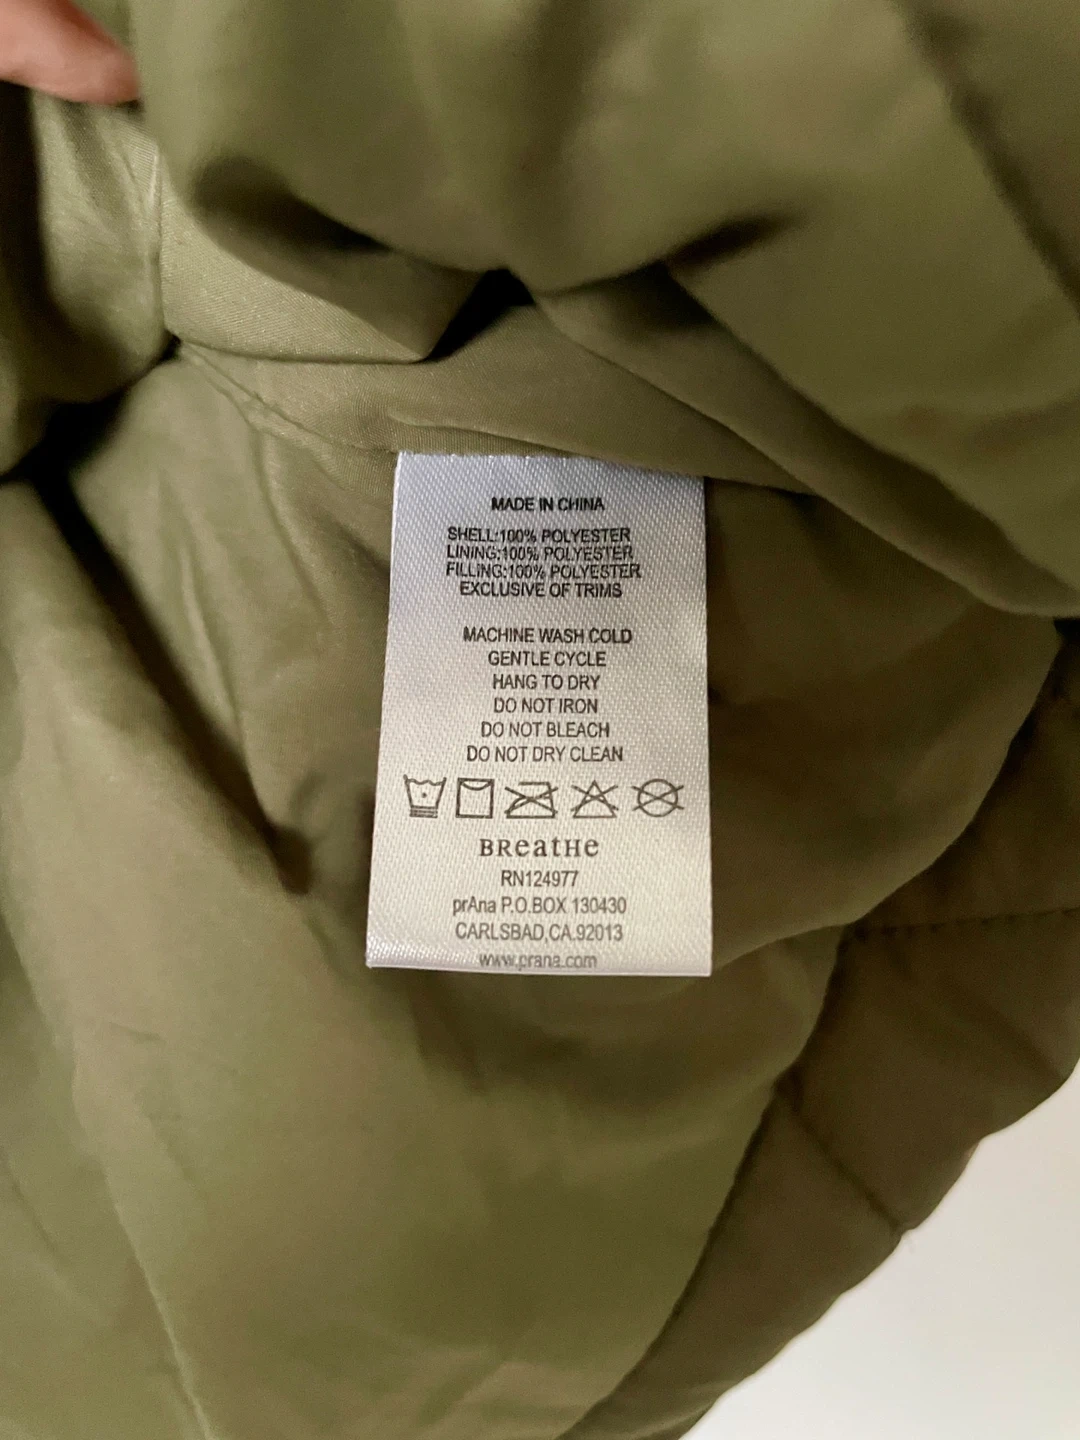 MADE IN CHINA
SHELL:100% POLYESTER
LINING:100% POLYESTER
FILLING:100% POLYESTER
EXCLUSIVE OF TRIMS
MACHINE WASH COLD
GENTLE CYCLE
HANG TO DRY
DO NOT IRON
DO NOT BLEACH
DO NOT DRY CLEAN
BReatHe
RN124977
prAna P.O.BOX 130430
CARLSBAD,CA.92013
www.prana.com